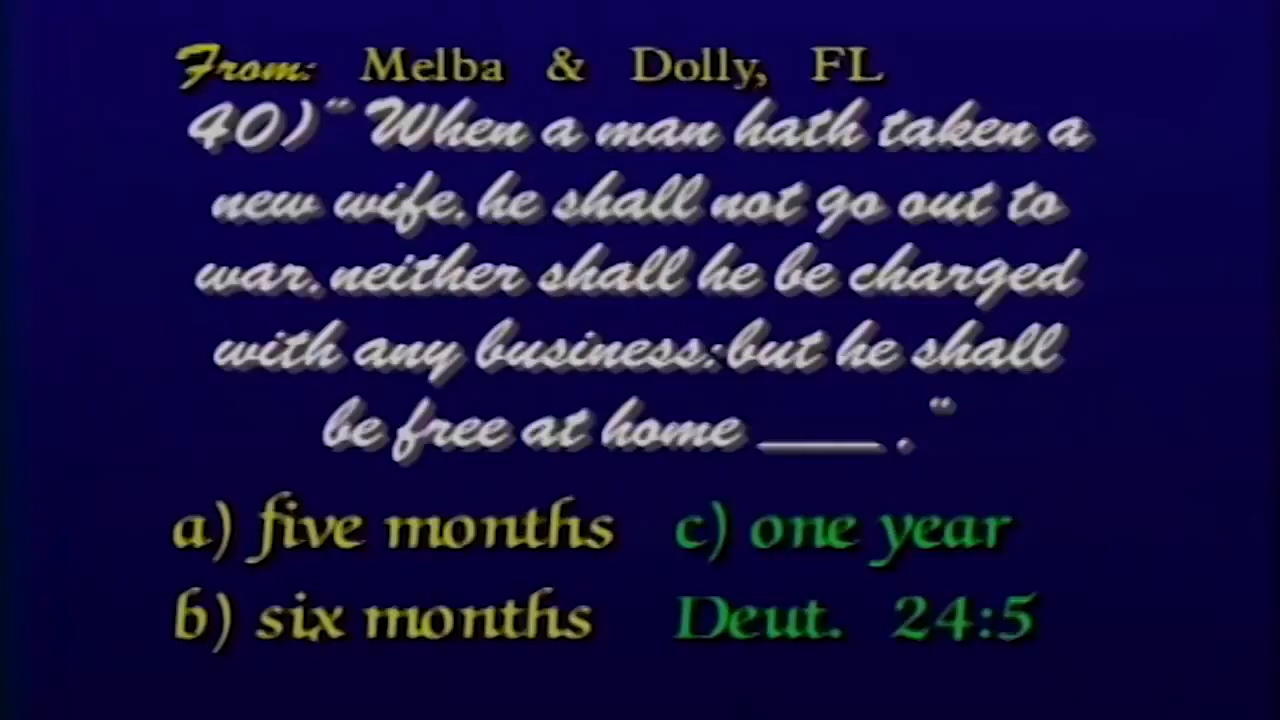 From: Melba & Dolly, FL
40)“ When a man hath taken a
new wife, he shall not go out to
war, neither shall he be charged
with any business; but he shall
be free at home ____ .“
a) five months c) one year
b) six months Deut. 24:5